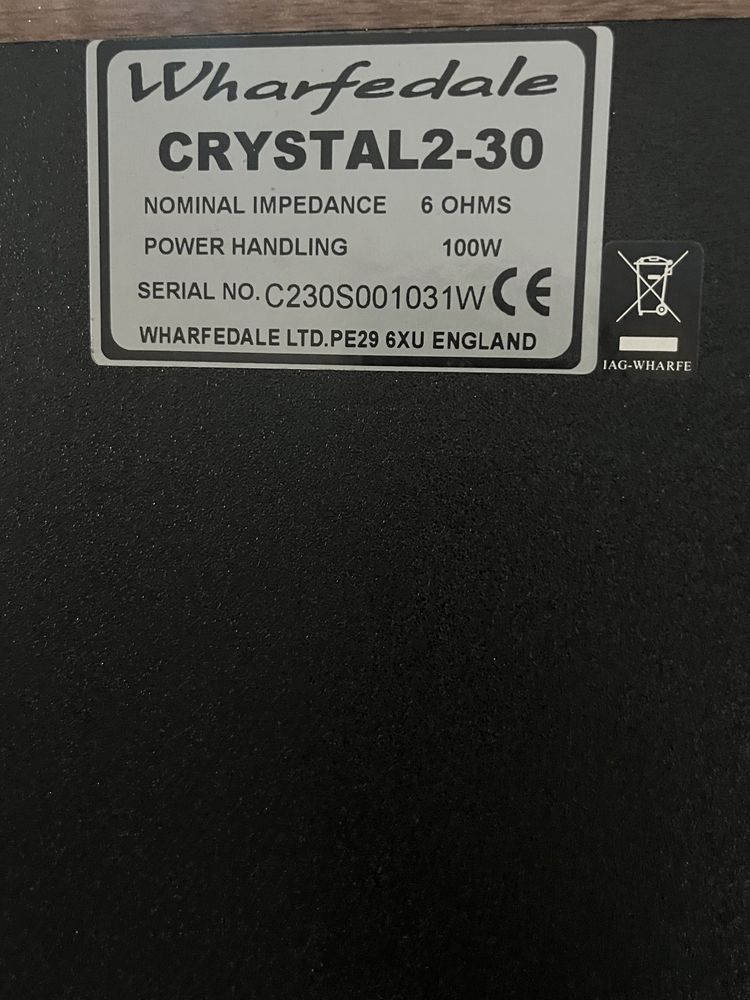 Wharfedale
CRYSTAL2-30
NOMINAL IMPEDANCE 6 OHMS
POWER HANDLING 100W
SERIAL NO. C230S001031W CE
WHARFEDALE LTD.PE29 6XU ENGLAND
IAG-WHARFE